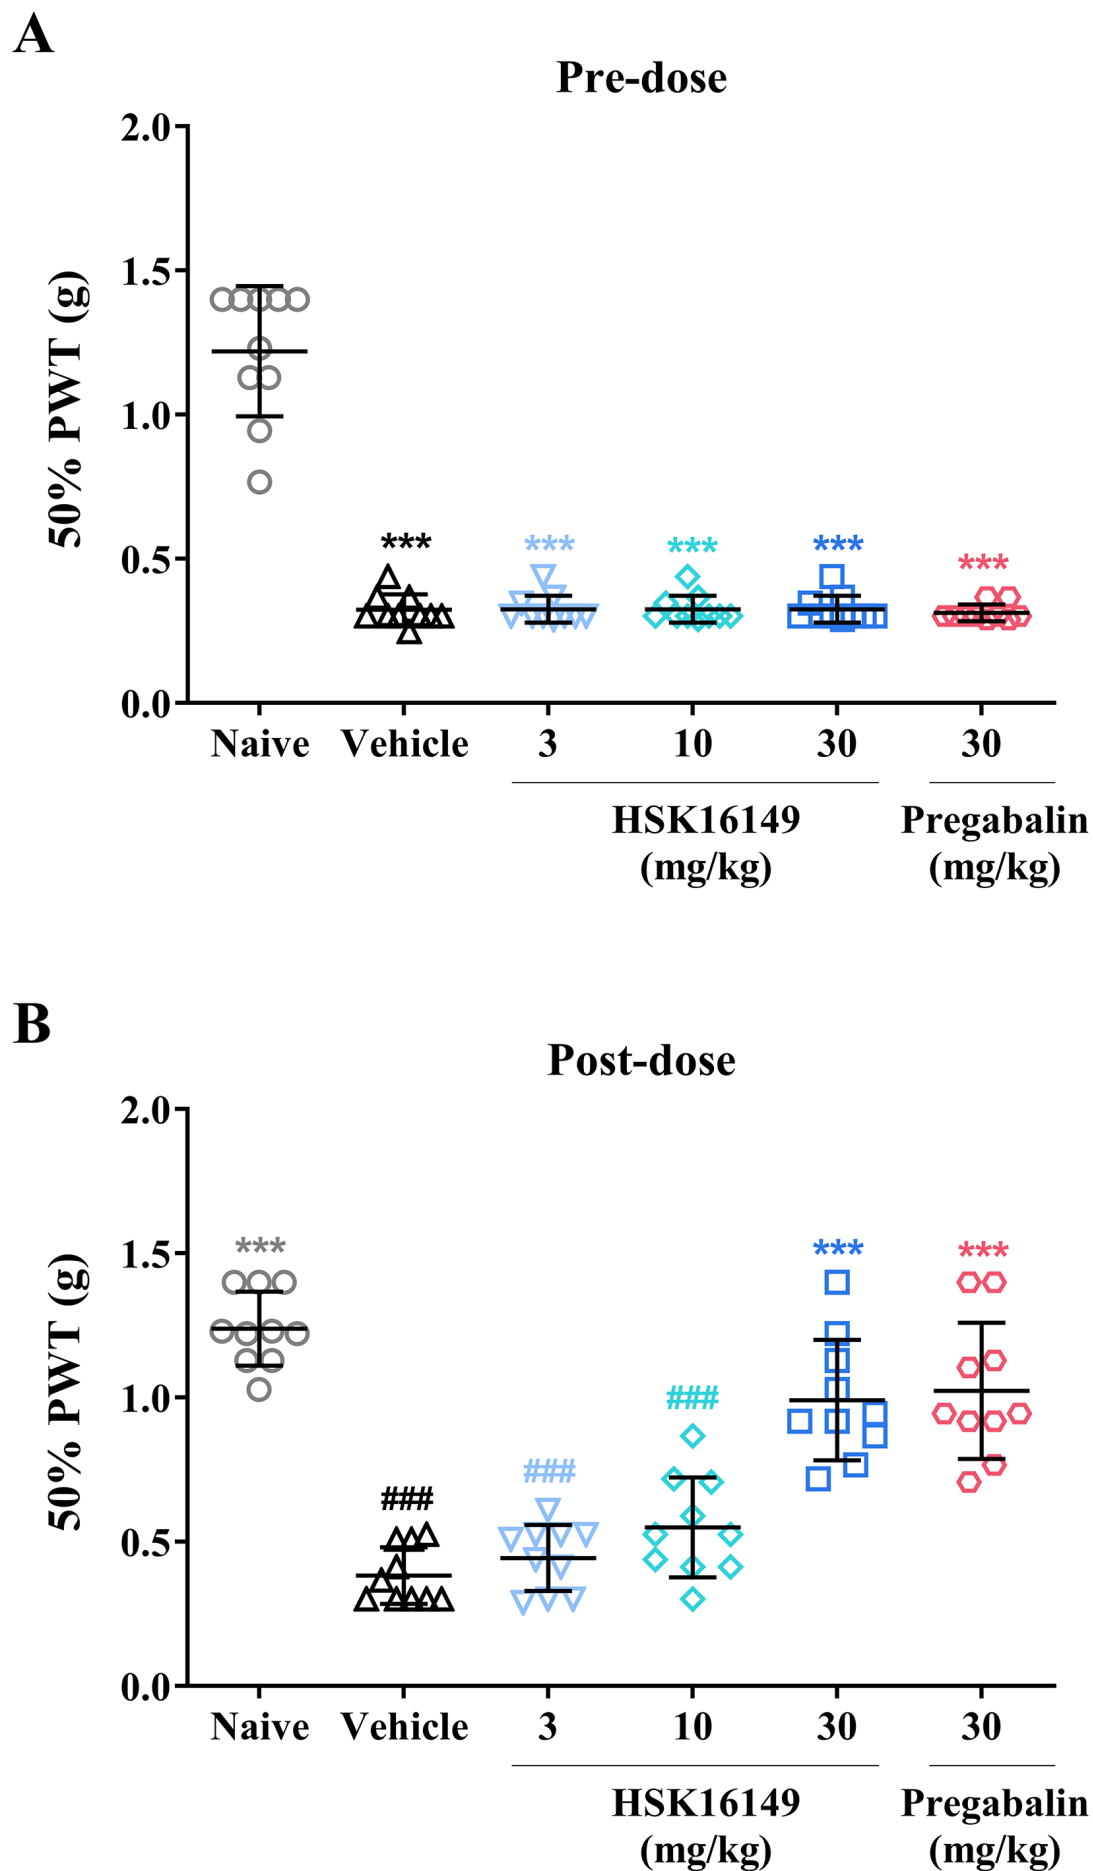 A
Pre-dose
50% PWT (g)
2.0
1.5
1.0
0.5
0.0
*** *** *** *** ***
Naive Vehicle 3 10 30 30
HSK16149 Pregabalin
(mg/kg) (mg/kg)
B
Post-dose
50% PWT (g)
2.0
1.5
1.0
0.5
0.0
*** ### ### ### *** ***
Naive Vehicle 3 10 30 30
HSK16149 Pregabalin
(mg/kg) (mg/kg)